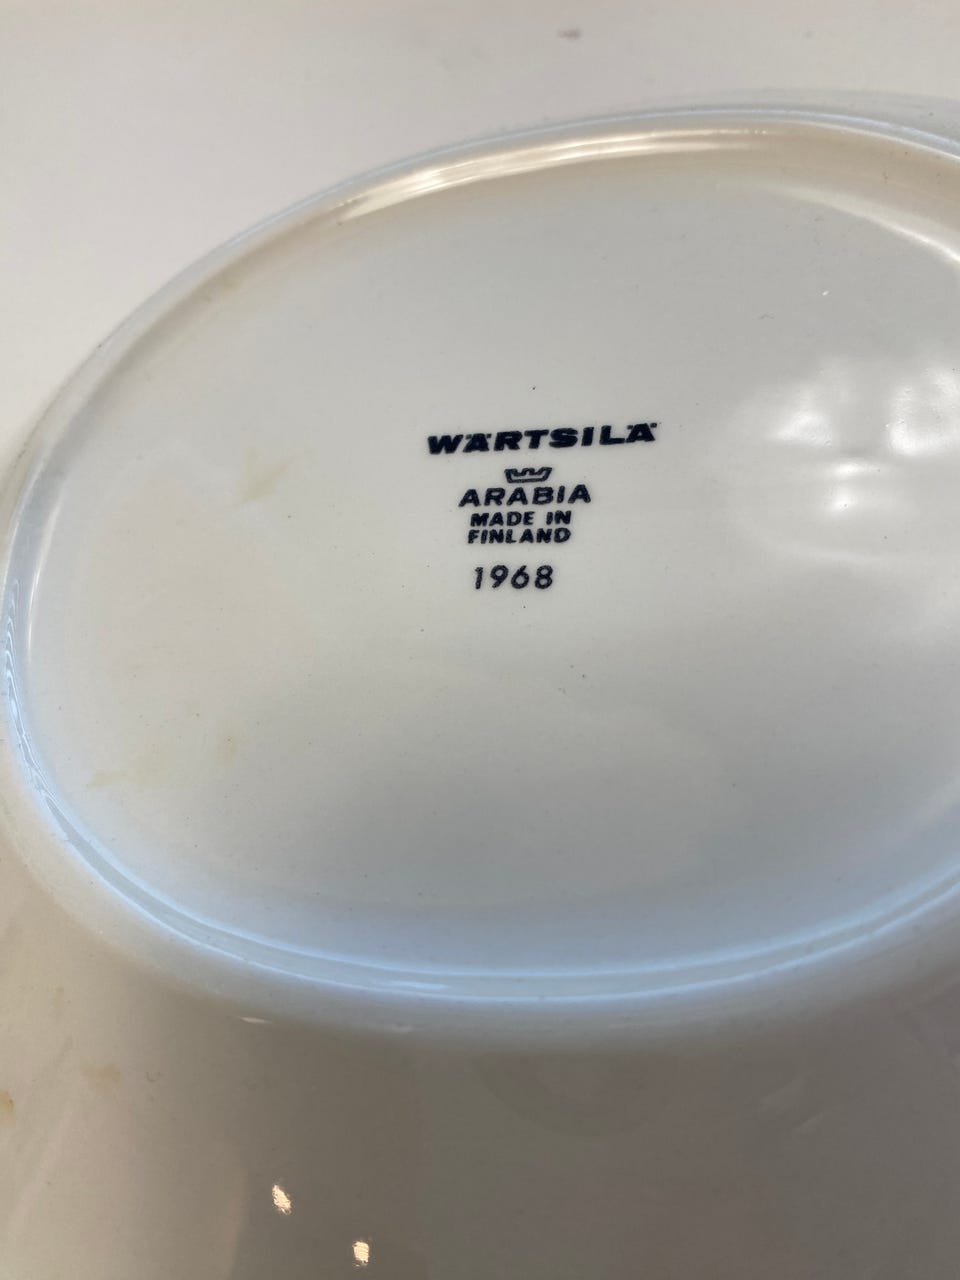 WÄRTSILÄ
ARABIA
MADE IN
FINLAND
1968